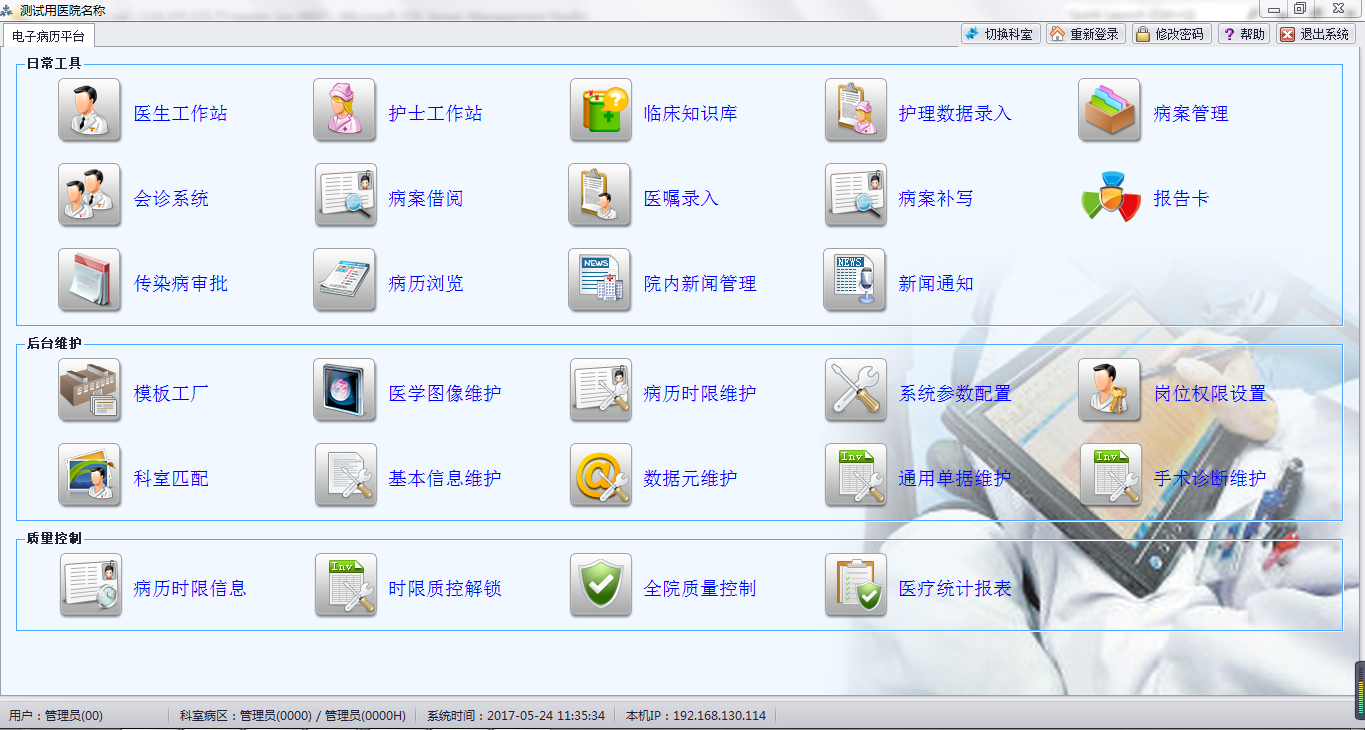 测试用医院名称
电子病历平台
切换科室 重新登录 修改密码 ? 帮助 退出系统
日常工具
医生工作站 护士工作站 临床知识库 护理数据录入 病案管理
会诊系统 病案借阅 医嘱录入 病案补写 报告卡
NEWS NEWS
传染病审批 病历浏览 院内新闻管理 新闻通知
后台维护
模板工厂 医学图像维护 病历时限维护 系统参数配置 岗位权限设置
Inv Inv
科室匹配 基本信息维护 数据元维护 通用单据维护 手术诊断维护
质量控制
Inv
病历时限信息 时限质控解锁 全院质量控制 医疗统计报表
用户：管理员(00) 科室病区：管理员(0000) / 管理员(0000H) 系统时间：2017-05-24 11:35:34 本机IP：192.168.130.114